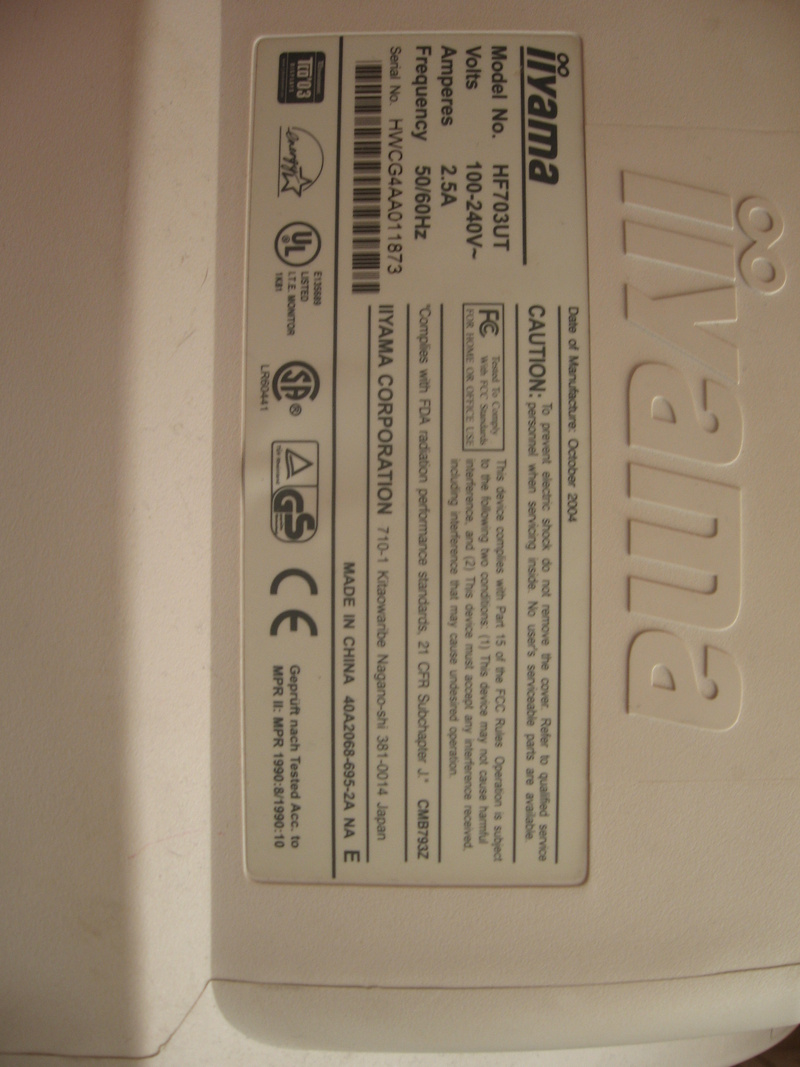 iiyama
iiyama
Date of Manufacture: October 2004
Model No. HF703UT
Volts 100-240V~
Amperes 2.5A
Frequency 50/60Hz
Serial No. HWCG4AA011873
CAUTION: To prevent electric shock do not remove the cover. Refer to qualified service
personnel when servicing inside. No user's serviceable parts are available.
FC Tested To Comply
With FCC Standards
FOR HOME OR OFFICE USE
This device complies with Part 15 of the FCC Rules Operation is subject
to the following two conditions: (1) This device may not cause harmful
interference, and (2) This device must accept any interference received,
including interference that may cause undesired operation.
"Complies with FDA radiation performance standards, 21 CFR Subchapter J." CMB793Z
IIYAMA CORPORATION 710-1 Kitaowaribe Nagano-shi 381-0014 Japan
MADE IN CHINA 40A2068-695-2A NA E
TCO'03
energy
UL
E135689
LISTED
I.T.E. MONITOR
1K81
SA®
LR60441
GS
CE
Geprüft nach Tested Acc. to
MPR II: MPR 1990:8/1990:10